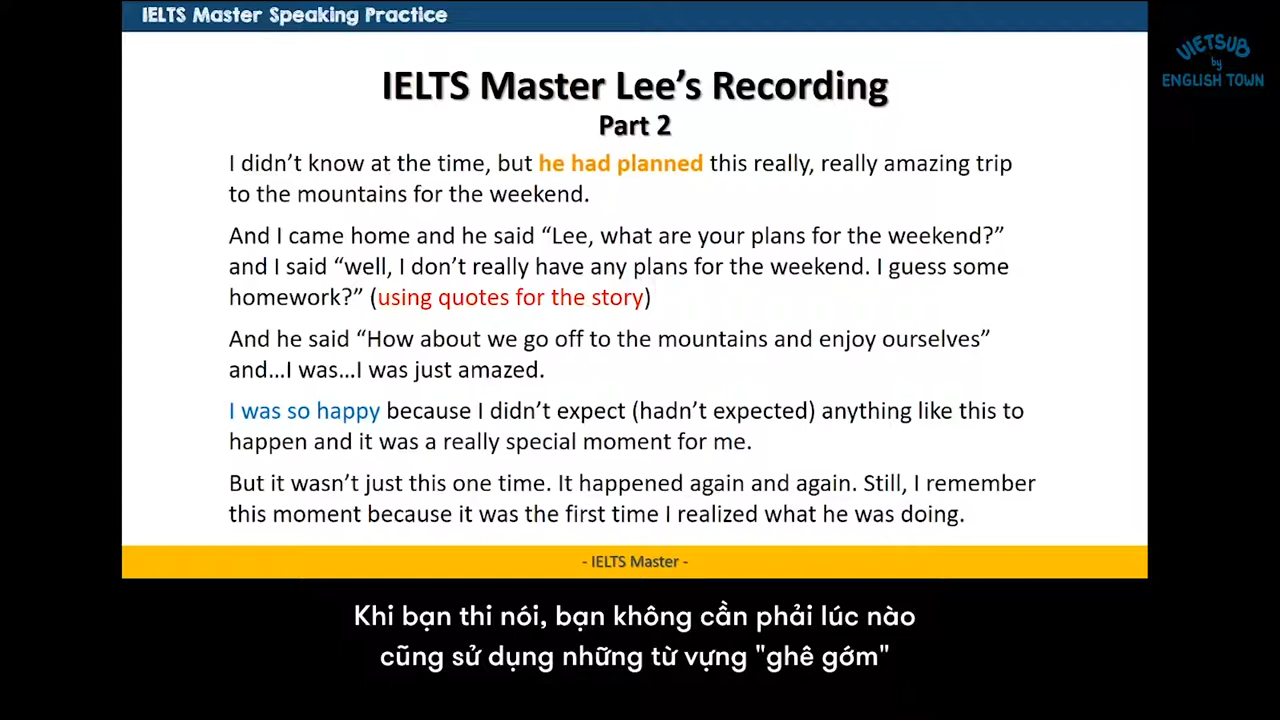 IELTS Master Speaking Practice
VIETSUB
by
ENGLISH TOWN
IELTS Master Lee's Recording
Part 2
I didn't know at the time, but he had planned this really, really amazing trip
to the mountains for the weekend.
And I came home and he said “Lee, what are your plans for the weekend?”
and I said “well, I don't really have any plans for the weekend. I guess some
homework?” (using quotes for the story)
And he said “How about we go off to the mountains and enjoy ourselves”
and…I was…I was just amazed.
I was so happy because I didn't expect (hadn't expected) anything like this to
happen and it was a really special moment for me.
But it wasn't just this one time. It happened again and again. Still, I remember
this moment because it was the first time I realized what he was doing.
- IELTS Master -
Khi bạn thi nói, bạn không cần phải lúc nào
cũng sử dụng những từ vựng "ghê gớm"